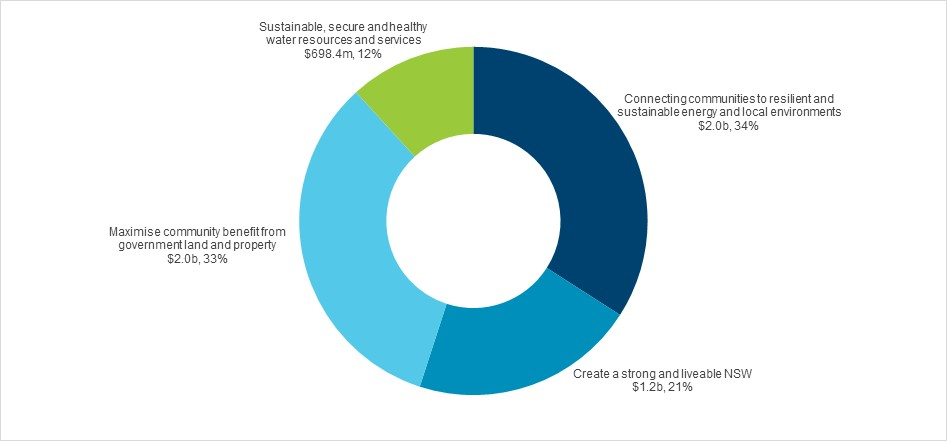 Sustainable, secure and healthy
water resources and services
$698.4m, 12%
Connecting communities to resilient and
sustainable energy and local environments
$2.0b, 34%
Maximise community benefit from
government land and property
$2.0b, 33%
Create a strong and liveable NSW
$1.2b, 21%